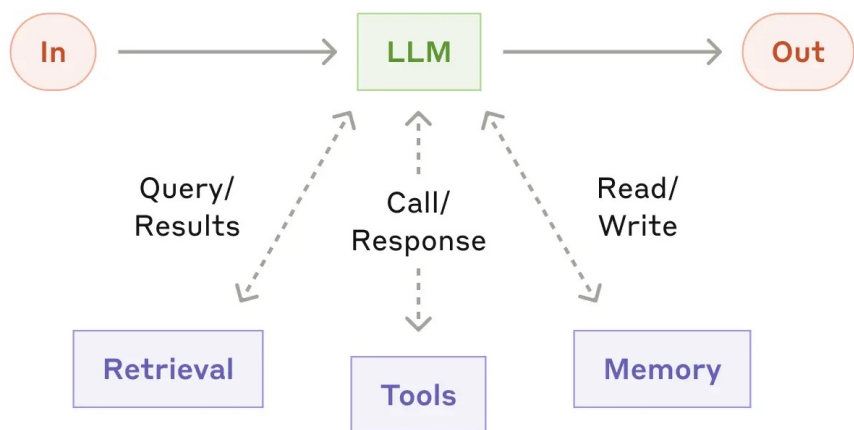 In
LLM
Out
Query/
Results
Call/
Response
Read/
Write
Retrieval
Tools
Memory